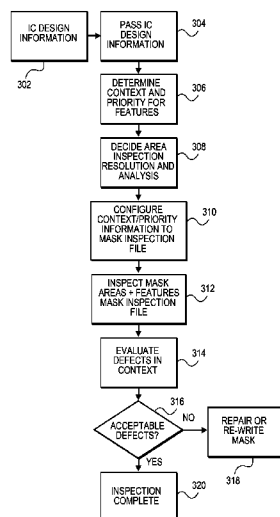 IC DESIGN
INFORMATION
302
PASS IC
DESIGN
INFORMATION
304
DETERMINE
CONTEXT AND
PRIORITY FOR
FEATURES
306
DECIDE AREA
INSPECTION
RESOLUTION AND
ANALYSIS
308
CONFIGURE
CONTEXT/PRIORITY
INFORMATION TO
MASK INSPECTION
FILE
310
INSPECT MASK
AREAS + FEATURES
MASK INSPECTION
FILE
312
EVALUATE
DEFECTS IN
CONTEXT
314
ACCEPTABLE
DEFECTS?
316
NO
REPAIR OR
RE-WRITE
MASK
318
YES
INSPECTION
COMPLETE
320